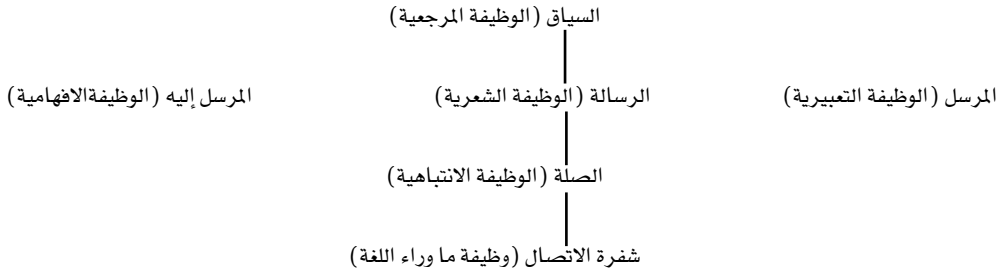 السياق (الوظيفة المرجعية)
المرسل (الوظيفة التعبيرية) الرسالة (الوظيفة الشعرية) المرسل إليه (الوظيفةالافهامية)
الصلة (الوظيفة الانتباهية)
شفرة الاتصال (وظيفة ما وراء اللغة)